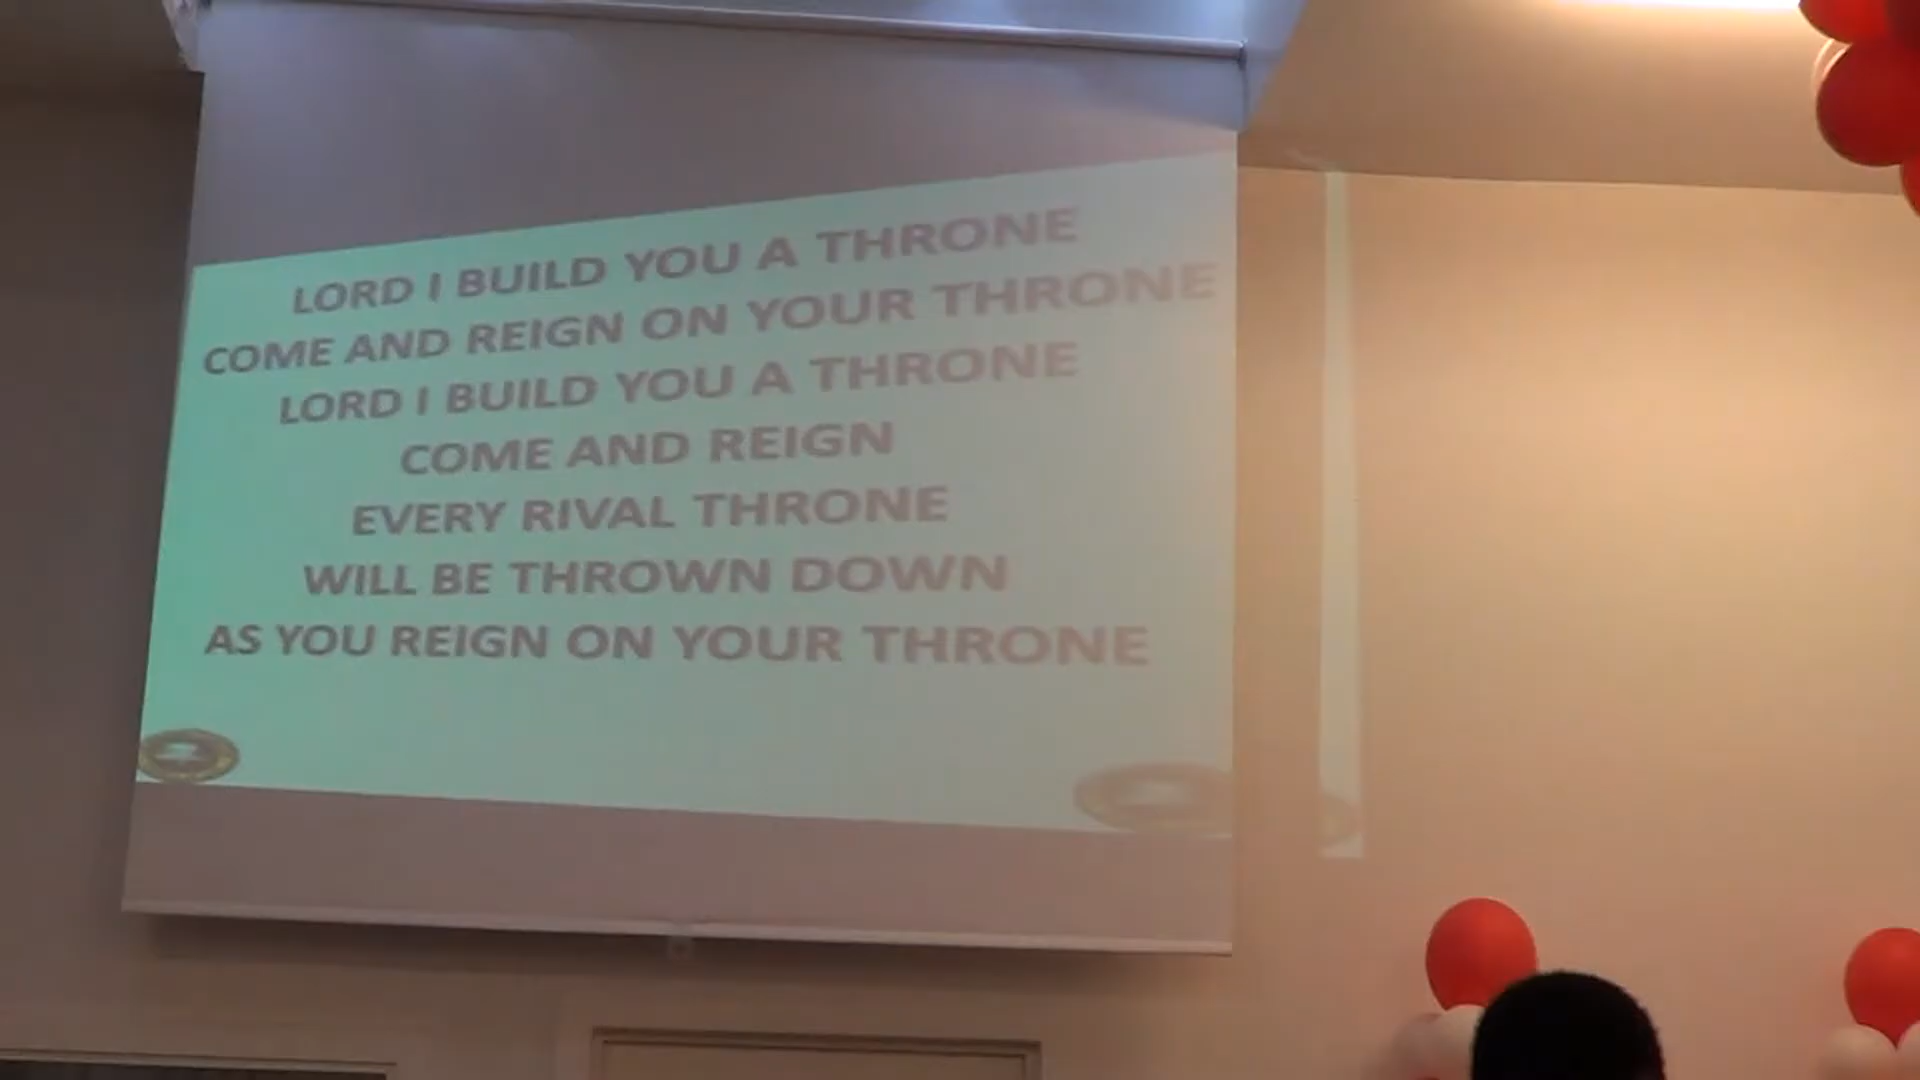 LORD I BUILD YOU A THRONE
COME AND REIGN ON YOUR THRONE
LORD I BUILD YOU A THRONE
COME AND REIGN
EVERY RIVAL THRONE
WILL BE THROWN DOWN
AS YOU REIGN ON YOUR THRONE